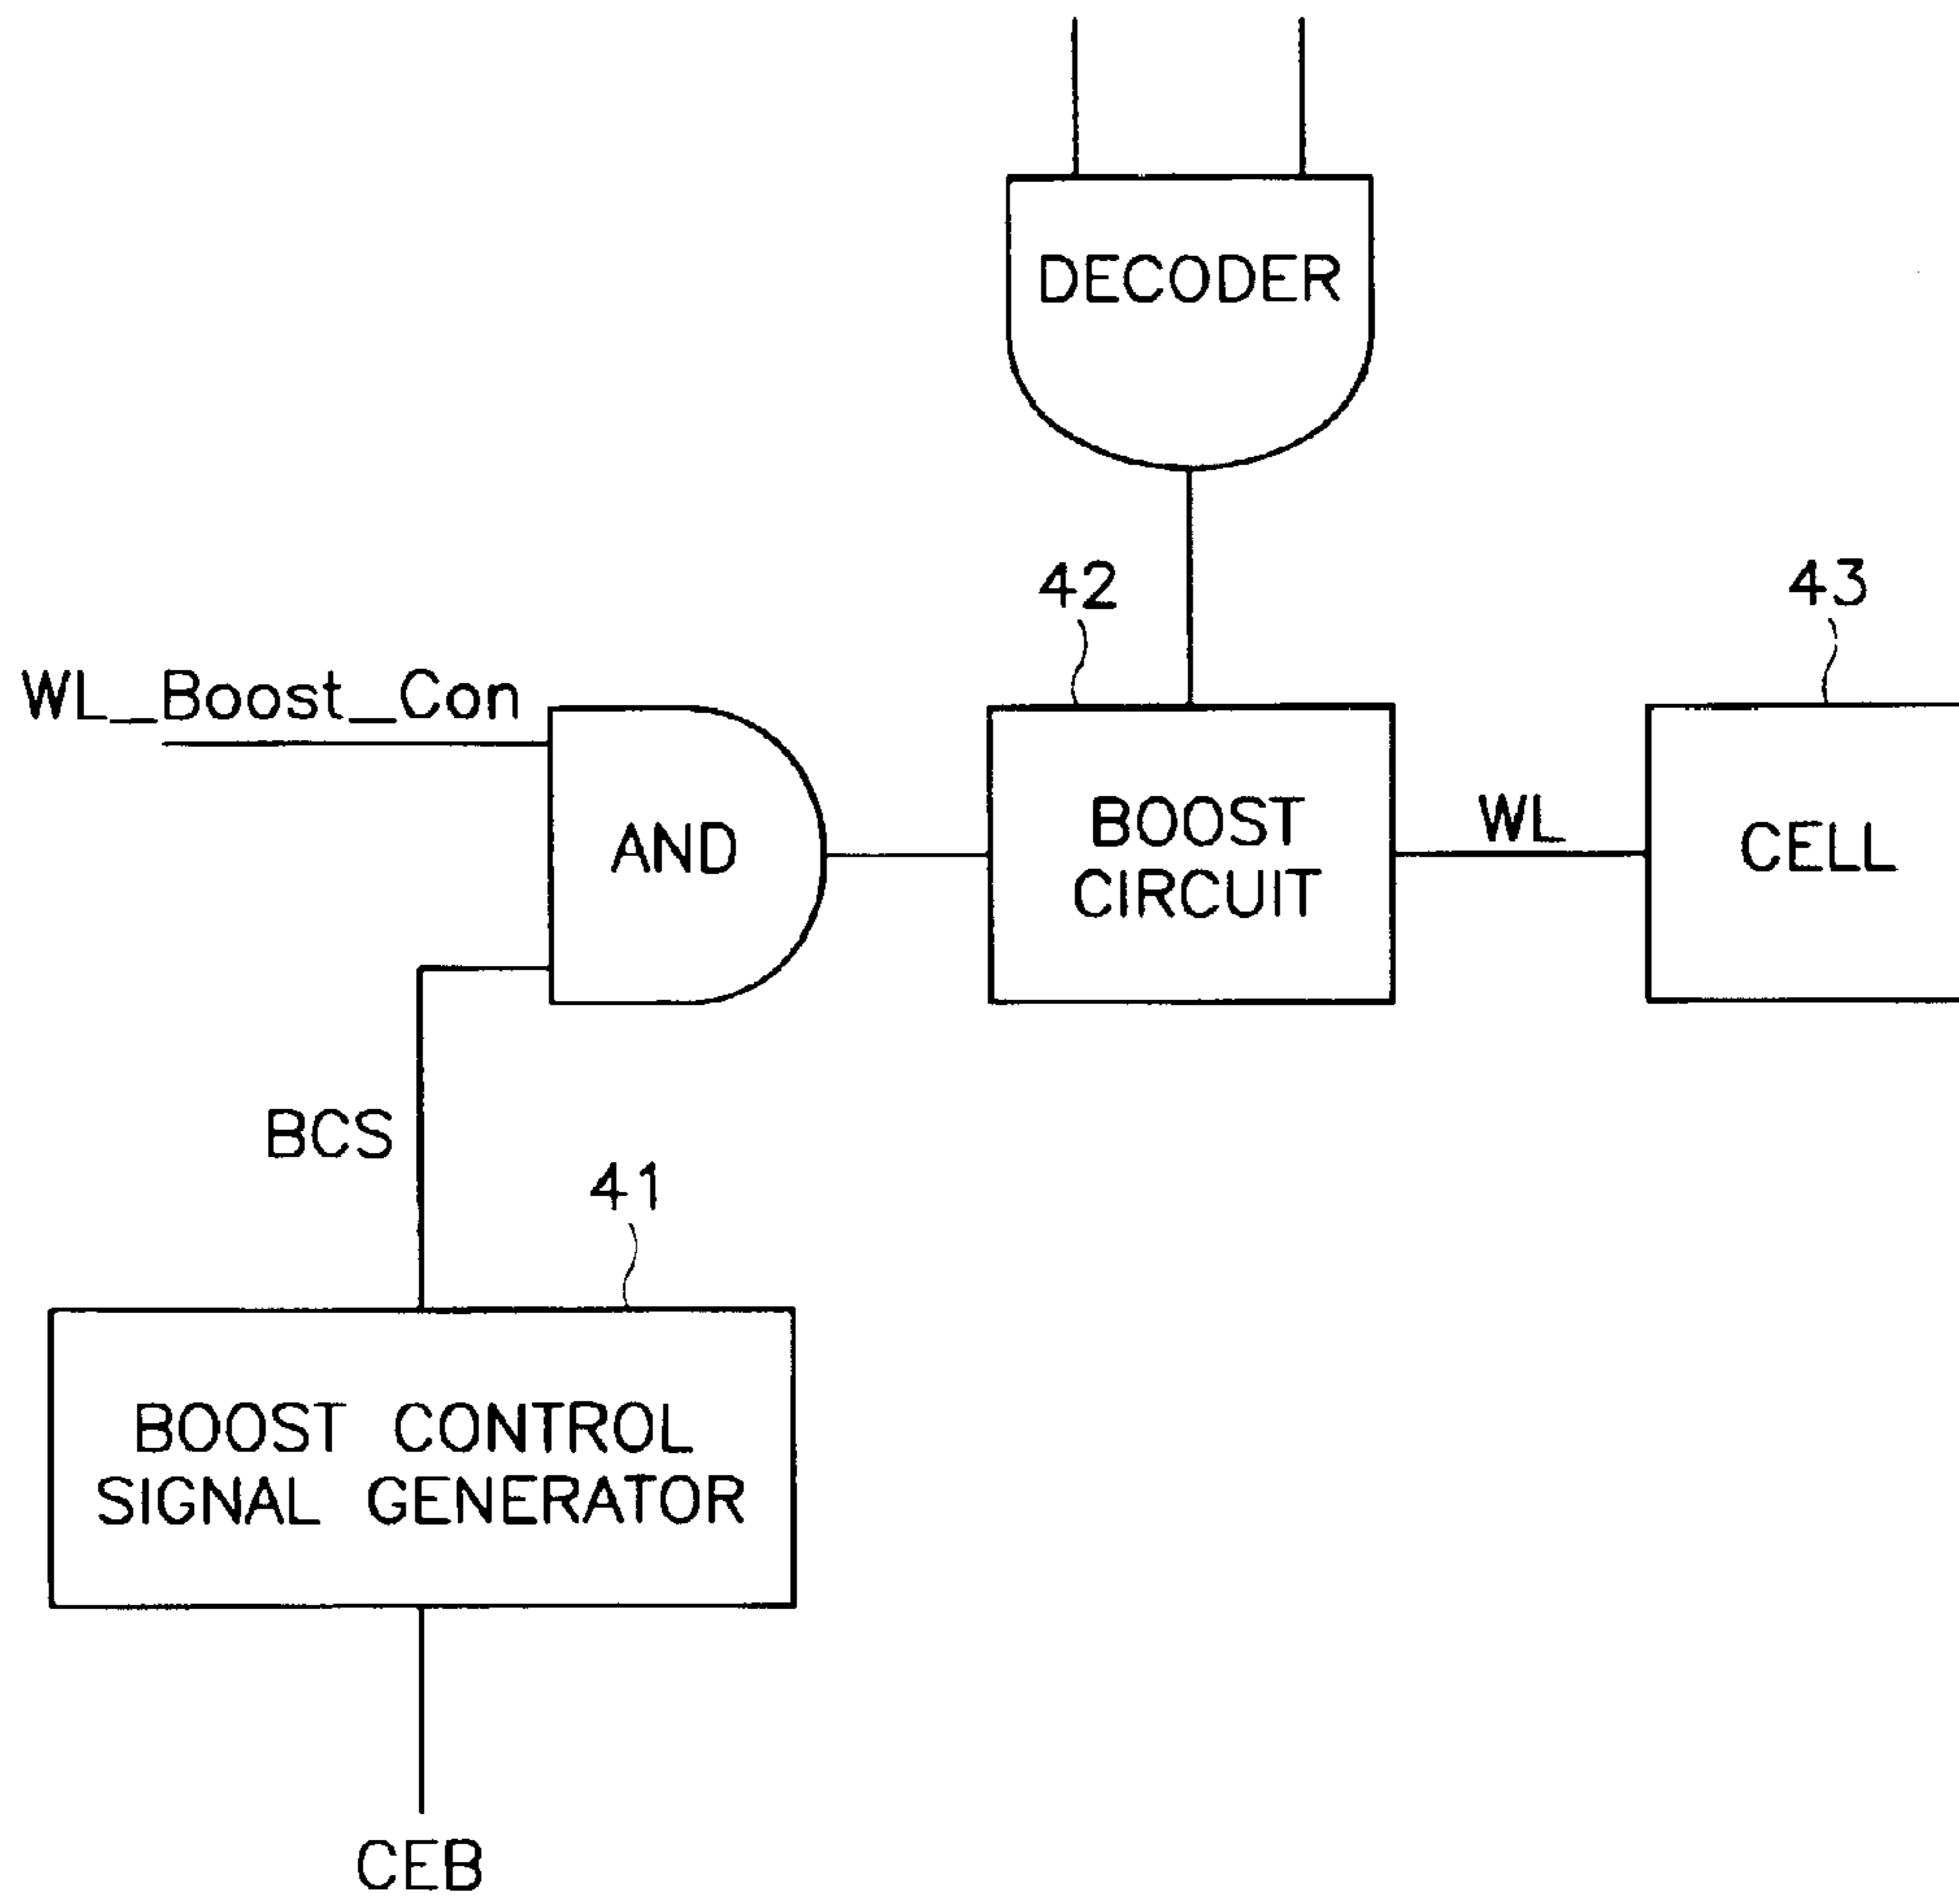 DECODER
42
43
WL_Boost_Con
AND
BOOST
CIRCUIT
WL
CELL
BCS
41
BOOST CONTROL
SIGNAL GENERATOR
CEB